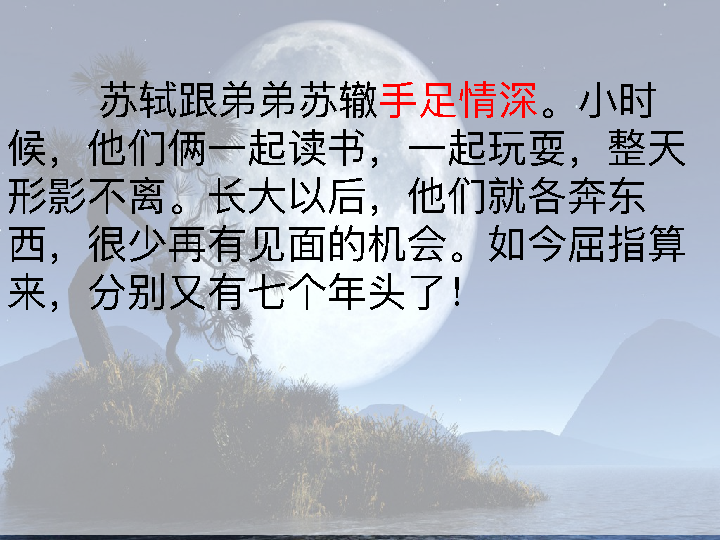 苏轼跟弟弟苏辙手足情深。小时
候，他们俩一起读书，一起玩耍，整天
形影不离。长大以后，他们就各奔东
西，很少再有见面的机会。如今屈指算
来，分别又有七个年头了！